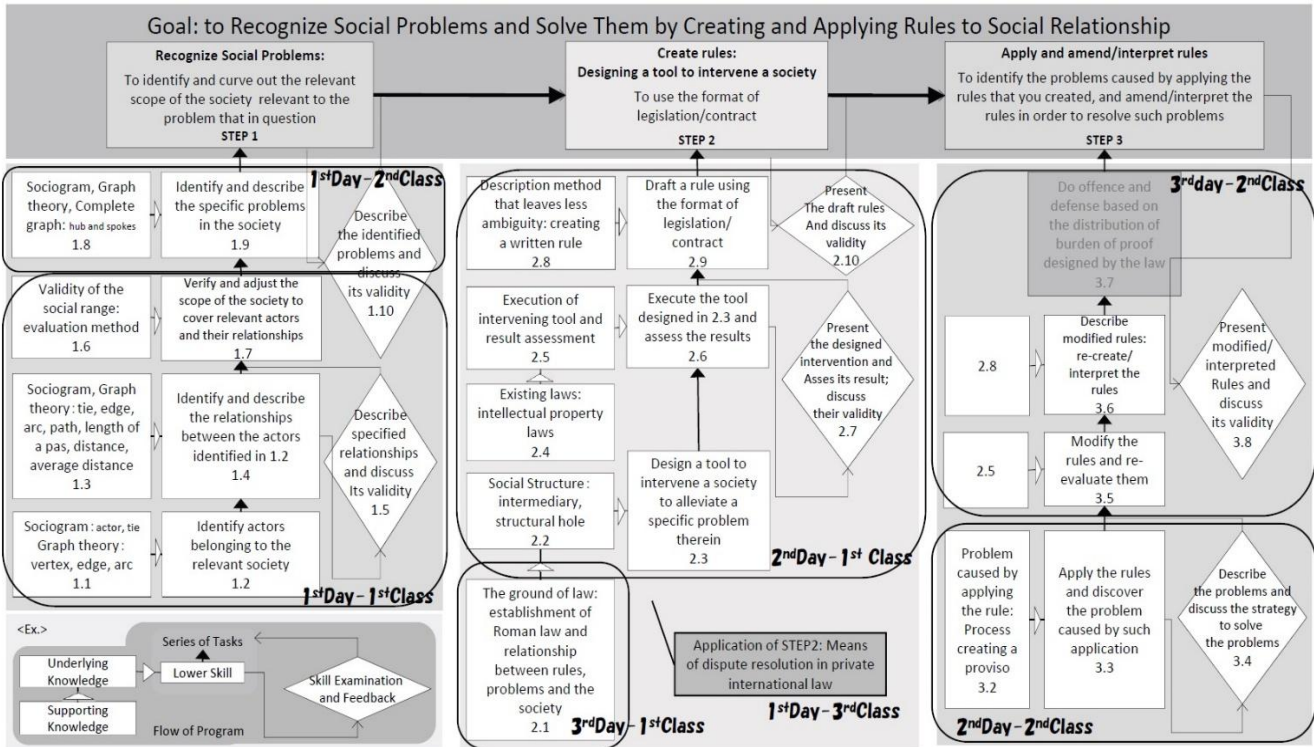 Goal: to Recognize Social Problems and Solve Them by Creating and Applying Rules to Social Relationship
Recognize Social Problems:
To identify and curve out the relevant
scope of the society relevant to the
problem that in question
STEP 1
Create rules:
Designing a tool to intervene a society
To use the format of
legislation/contract
STEP 2
Apply and amend/interpret rules
To identify the problems caused by applying the
rules that you created, and amend/interpret the
rules in order to resolve such problems
STEP 3
1stDay-2ndClass
Sociogram, Graph
theory, Complete
graph: hub and spokes
1.8
Identify and describe
the specific problems
in the society
1.9
Describe
the identified
problems and
discuss
its validity
1.10
Validity of the
social range:
evaluation method
1.6
Verify and adjust the
scope of the society to
cover relevant actors
and their relationships
1.7
Sociogram, Graph
theory: tie, edge,
arc, path, length of
a pas, distance,
average distance
1.3
Identify and describe
the relationships
between the actors
identified in 1.2
1.4
Describe
specified
relationships
and discuss
Its validity
1.5
Sociogram: actor, tie
Graph theory:
vertex, edge, arc
1.1
Identify actors
belonging to the
relevant society
1.2
1stDay-1stClass
<Ex.>
Series of Tasks
Underlying
Knowledge
Lower Skill
Skill Examination
and Feedback
Supporting
Knowledge
Flow of Program
Description method
that leaves less
ambiguity: creating
a written rule
2.8
Draft a rule using
the format of
legislation/
contract
2.9
Present
The draft rules
And discuss its
validity
2.10
Execution of
intervening tool and
result assessment
2.5
Execute the tool
designed in 2.3 and
assess the results
2.6
Present
the designed
intervention and
Asses its result;
discuss
their validity
2.7
Existing laws:
intellectual property
laws
2.4
Social Structure:
intermediary,
structural hole
2.2
Design a tool to
intervene a society
to alleviate a
specific problem
therein
2.3
2ndDay-1st Class
The ground of law:
establishment of
Roman law and
relationship
between rules,
problems and the
society
2.1
3rdDay-1stClass
Application of STEP2: Means
of dispute resolution in private
international law
1stDay-3rdClass
3rdday-2ndClass
Do offence and
defense based on
the distribution of
burden of proof
designed by the law
3.7
2.8
Describe
modified rules:
re-create/
interpret the
rules
3.6
Present
modified/
interpreted
Rules and
discuss
its validity
3.8
2.5
Modify the
rules and re-
evaluate them
3.5
Problem
caused by
applying
the rule:
Process
creating a
proviso
3.2
Apply the rules
and discover the
problem caused
by such
application
3.3
Describe
the problems and
discuss the strategy
to solve
the problems
3.4
2ndDay-2ndClass